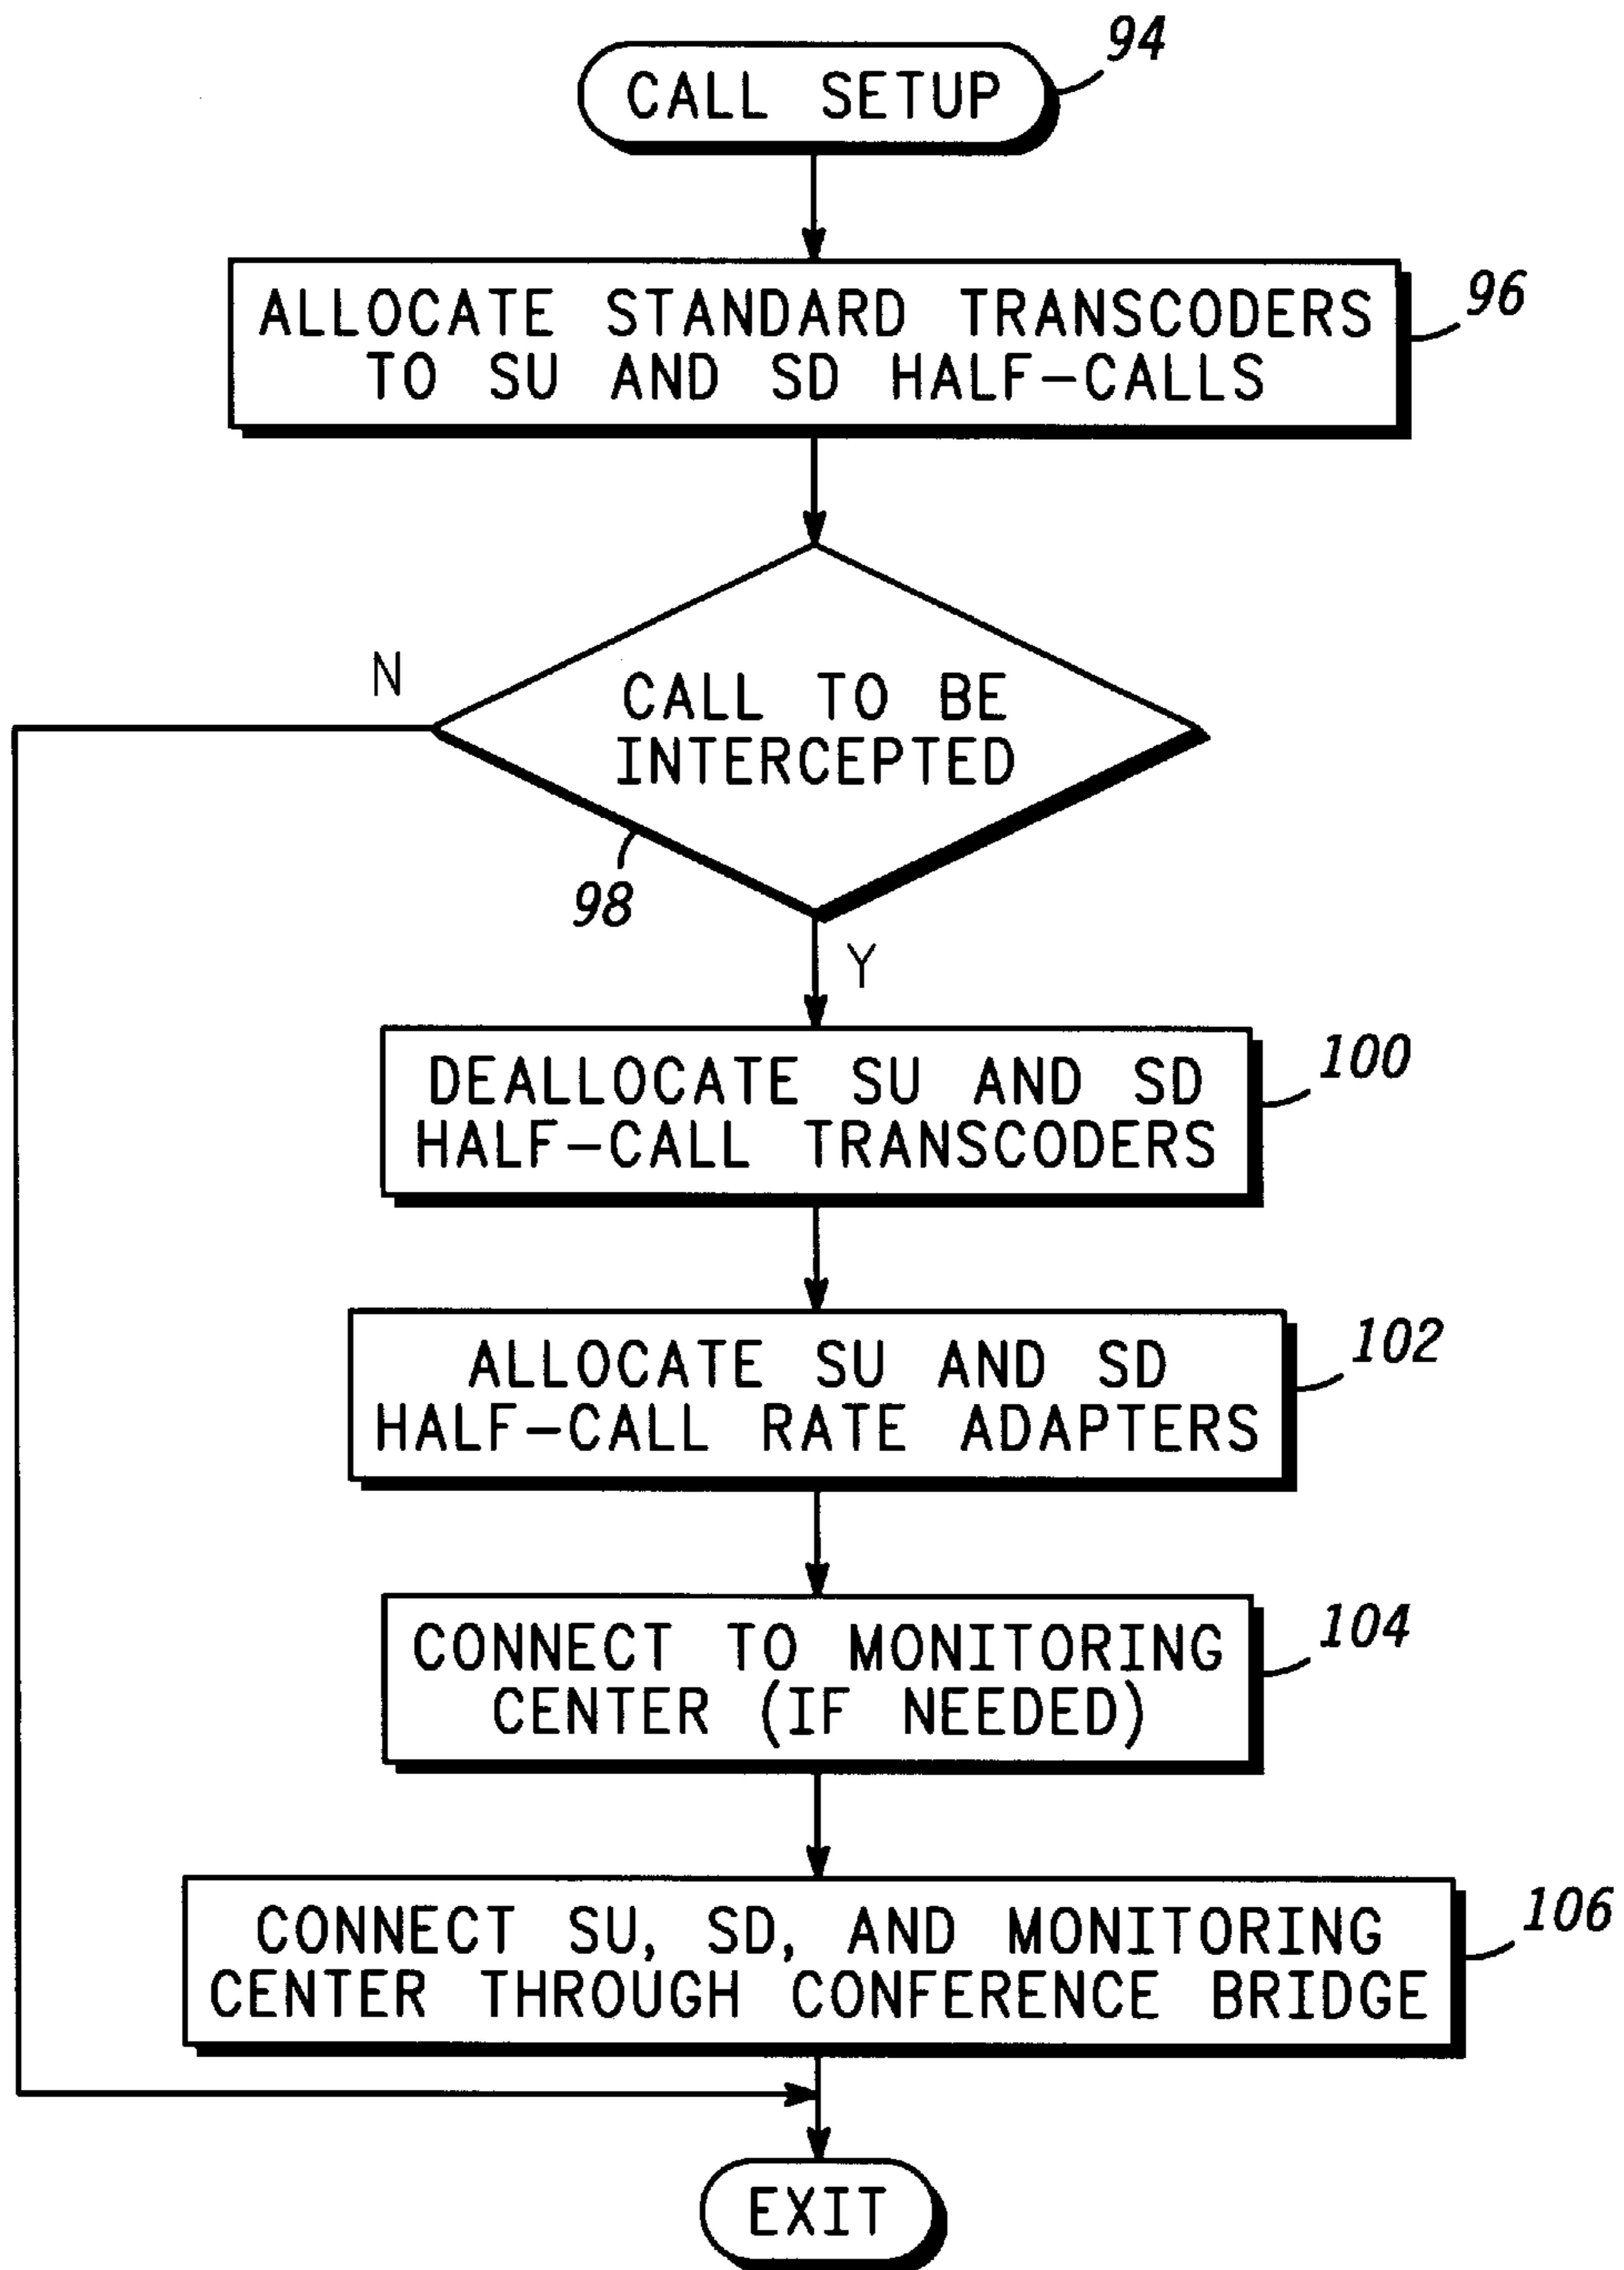 94
CALL SETUP
96
ALLOCATE STANDARD TRANSCODERS
TO SU AND SD HALF-CALLS
N
CALL TO BE
INTERCEPTED
98
Y
100
DEALLOCATE SU AND SD
HALF-CALL TRANSCODERS
102
ALLOCATE SU AND SD
HALF-CALL RATE ADAPTERS
104
CONNECT TO MONITORING
CENTER (IF NEEDED)
106
CONNECT SU, SD, AND MONITORING
CENTER THROUGH CONFERENCE BRIDGE
EXIT